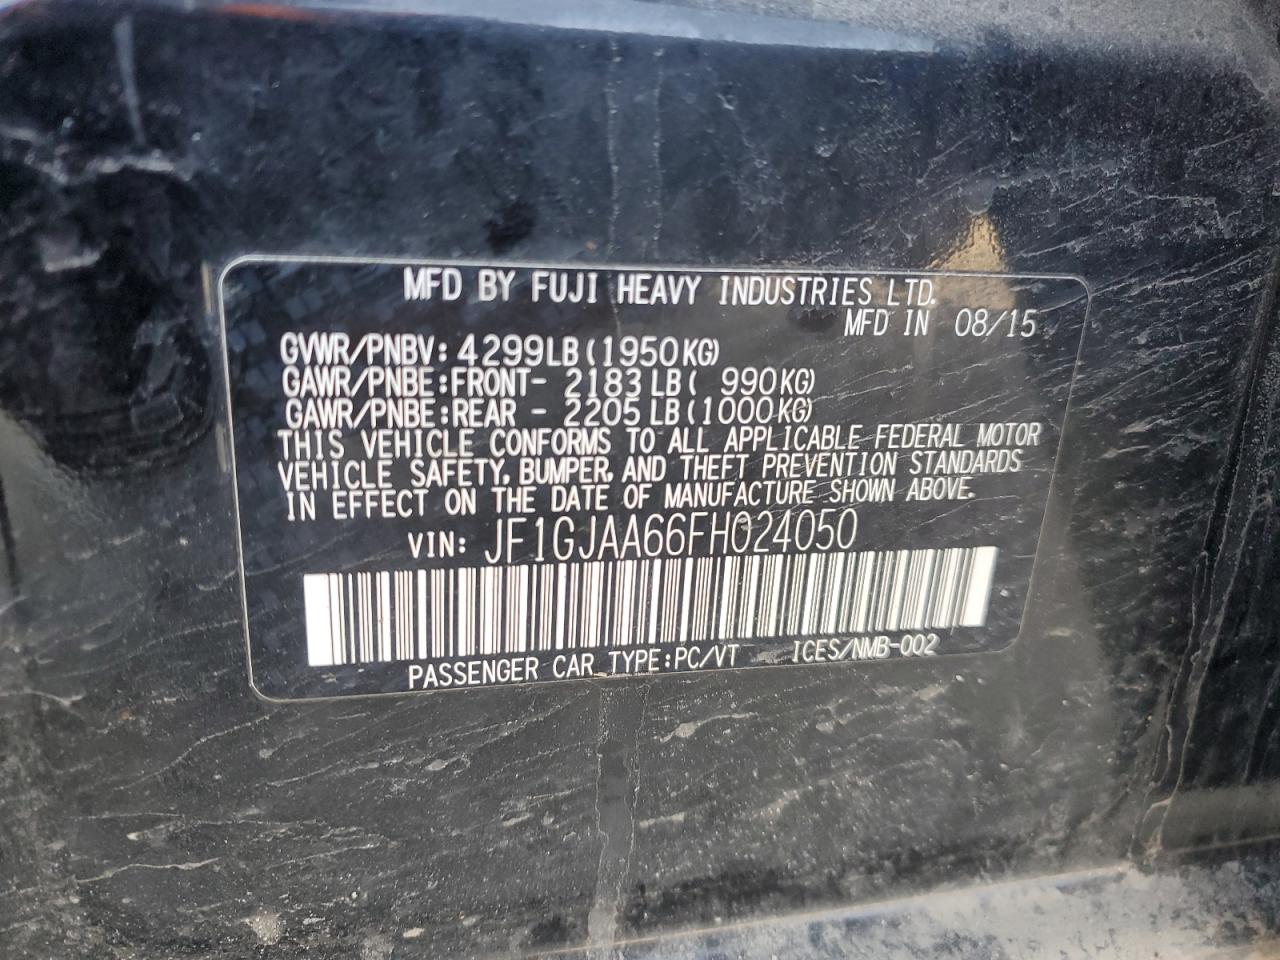 MFD BY FUJI HEAVY INDUSTRIES LTD.
MFD IN 08/15
GVWR/PNBV: 4299LB (1950KG)
GAWR/PNBE:FRONT- 2183 LB ( 990KG)
GAWR/PNBE:REAR - 2205 LB (1000KG)
THIS VEHICLE CONFORMS TO ALL APPLICABLE FEDERAL MOTOR
VEHICLE SAFETY, BUMPER, AND THEFT PREVENTION STANDARDS
IN EFFECT ON THE DATE OF MANUFACTURE SHOWN ABOVE.
VIN: JF1GJAA66FH024050
PASSENGER CAR TYPE:PC/VT ICES/NMB-002